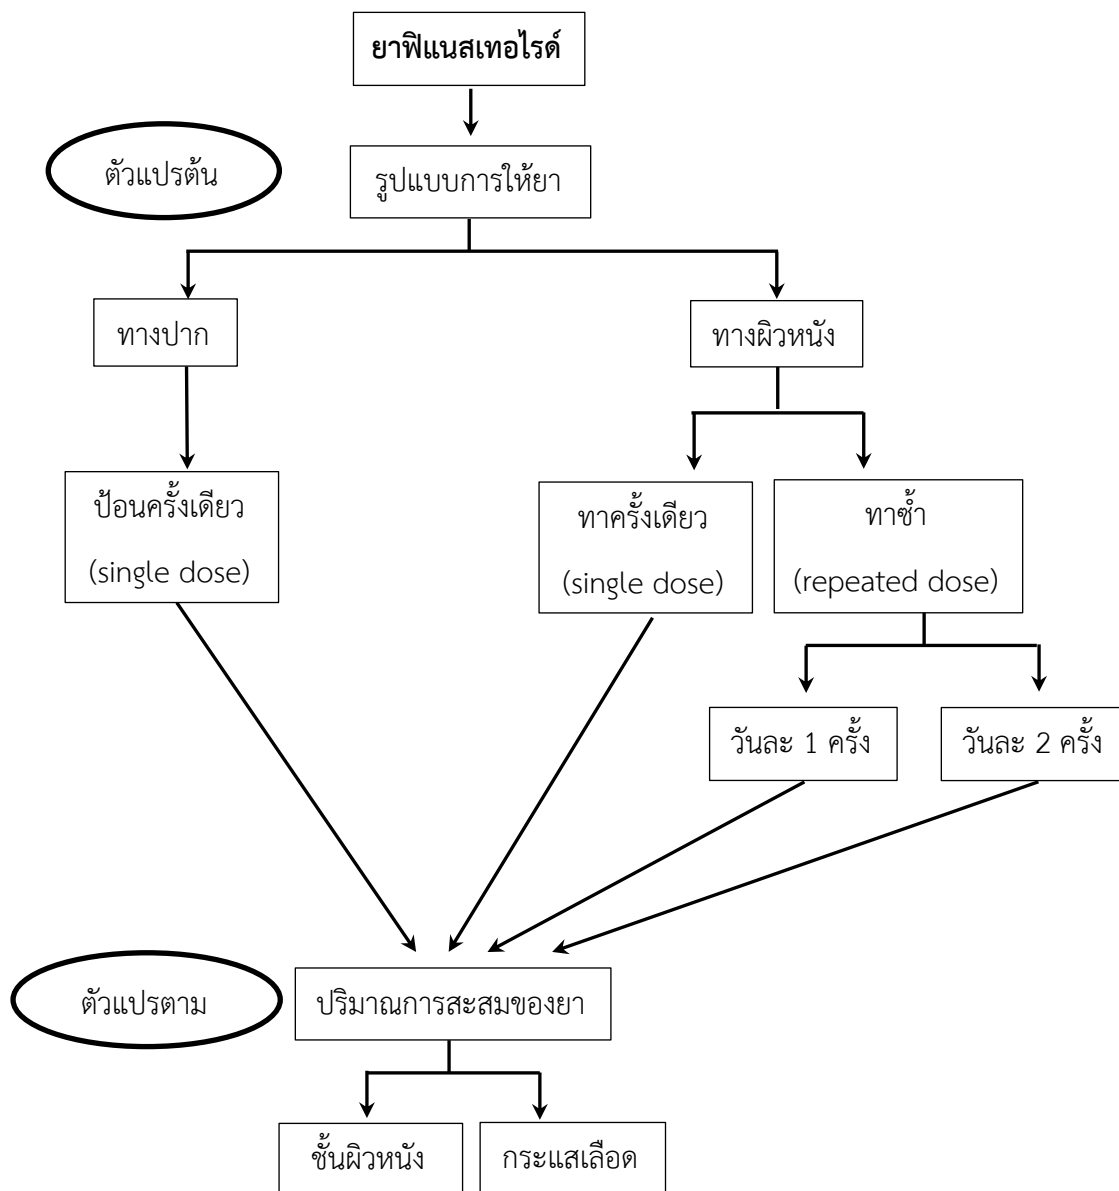 ยาฟิแนสเทอไรด์
ตัวแปรต้น
รูปแบบการให้ยา
ทางปาก
ทางผิวหนัง
ป้อนครั้งเดียว
(single dose)
ทาครั้งเดียว
(single dose)
ทาซ้ำ
(repeated dose)
วันละ 1 ครั้ง
วันละ 2 ครั้ง
ตัวแปรตาม
ปริมาณการสะสมของยา
ชั้นผิวหนัง
กระแสเลือด